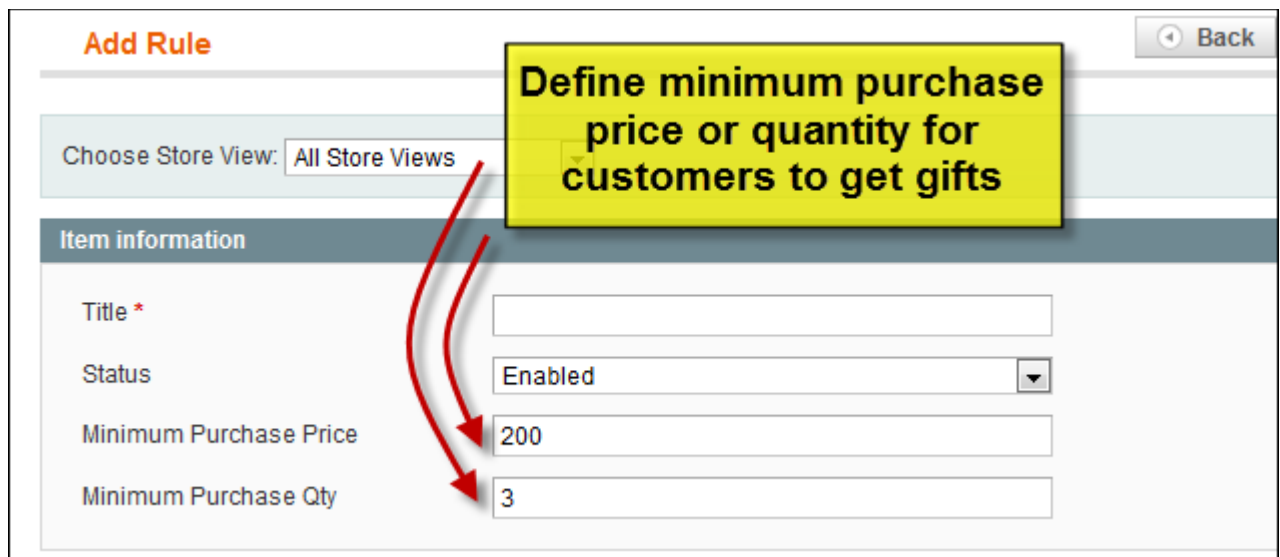 Add Rule
Back
Define minimum purchase
price or quantity for
customers to get gifts
Choose Store View: All Store Views
Item information
Title *
Status Enabled
Minimum Purchase Price 200
Minimum Purchase Qty 3